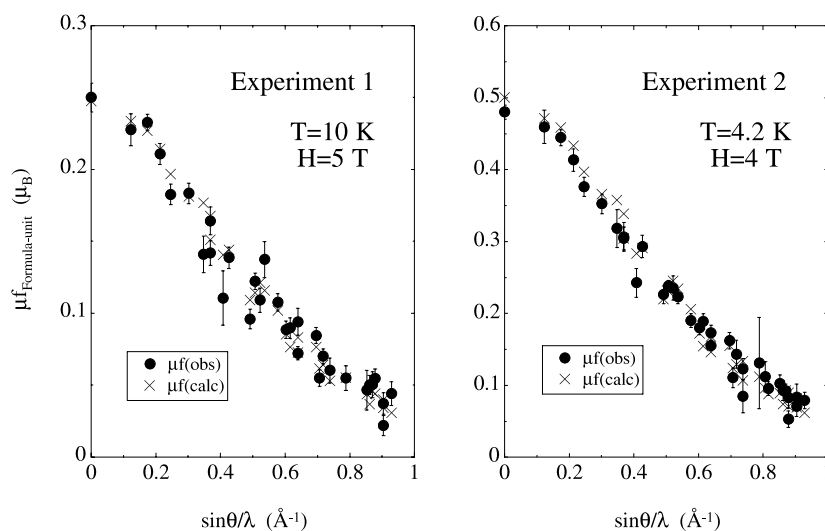 0.3
0.2
0.1
0
µf Formula-unit (µB)
Experiment 1
T=10 K
H=5 T
µf(obs)
µf(calc)
0 0.2 0.4 0.6 0.8 1
sinθ/λ (Å-1)
0.6
0.5
0.4
0.3
0.2
0.1
0
Experiment 2
T=4.2 K
H=4 T
µf(obs)
µf(calc)
0 0.2 0.4 0.6 0.8
sinθ/λ (Å-1)